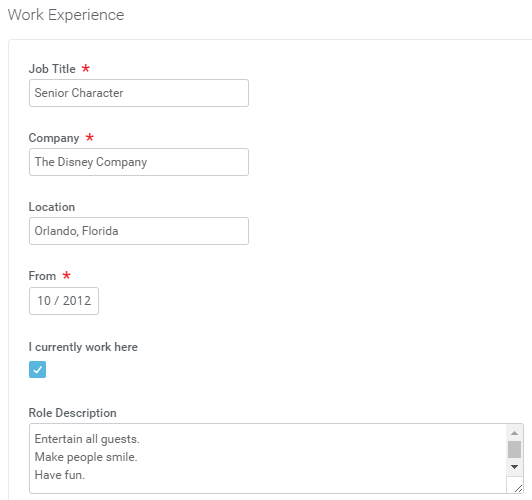 Work Experience
Job Title *
Senior Character
Company *
The Disney Company
Location
Orlando, Florida
From *
10 / 2012
I currently work here
Role Description
Entertain all guests.
Make people smile.
Have fun.